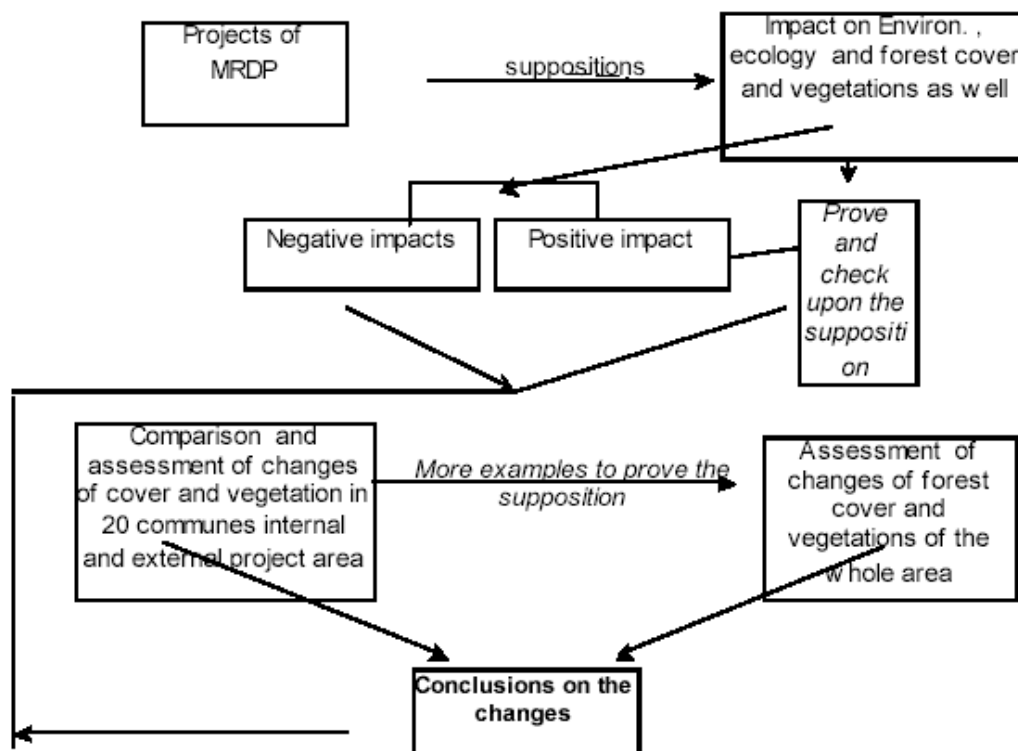 Projects of
MRDP
suppositions
Impact on Environ. ,
ecology and forest cover
and vegetations as well
Negative impacts
Positive impact
Prove
and
check
upon the
suppositi
on
Comparison and
assessment of changes
of cover and vegetation in
20 communes internal
and external project area
More examples to prove the
supposition
Assessment of
changes of forest
cover and
vegetations of the
whole area
Conclusions on the
changes